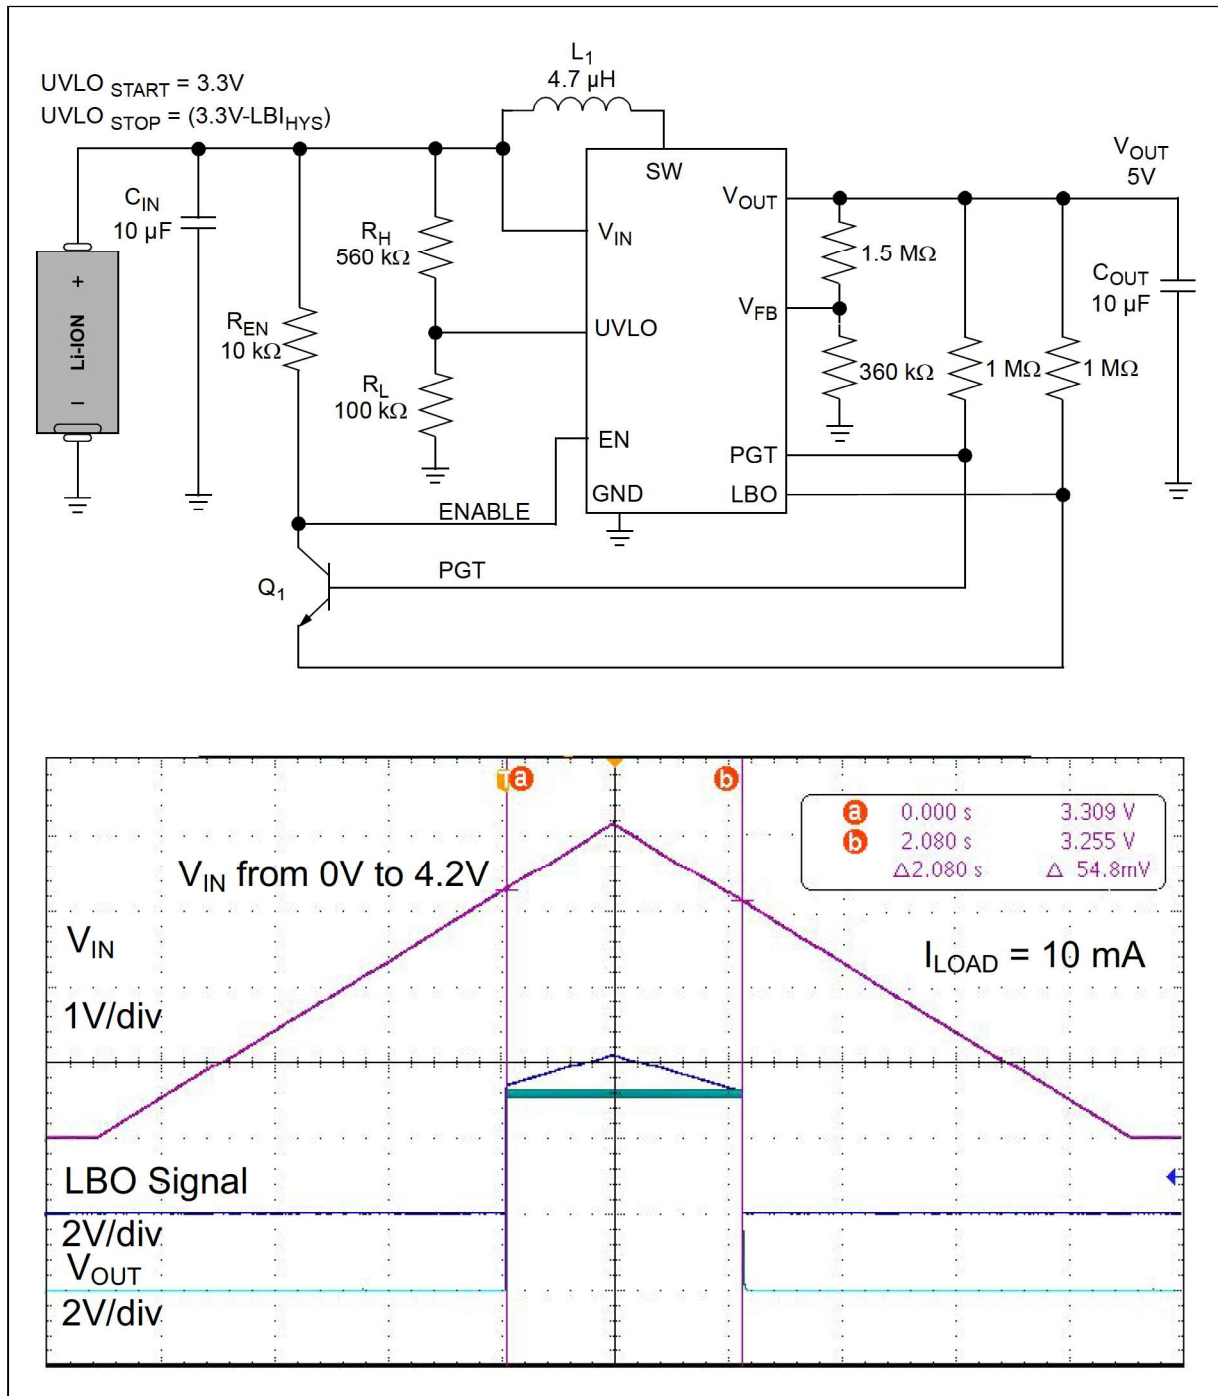 UVLO START = 3.3V
UVLO STOP = (3.3V-LBIHYS)
L1
4.7 µH
SW
VOUT
5V
VOUT
CIN
10 µF
RH
560 kΩ
VIN
1.5 MΩ
COUT
10 µF
+
Li-ION
–
REN
10 kΩ
UVLO
VFB
RL
100 kΩ
360 kΩ
1 MΩ
1 MΩ
EN
PGT
GND
LBO
ENABLE
PGT
Q1
T a
b
a 0.000 s 3.309 V
b 2.080 s 3.255 V
Δ2.080 s Δ 54.8mV
VIN from 0V to 4.2V
VIN
ILOAD = 10 mA
1V/div
LBO Signal
2V/div
VOUT
2V/div